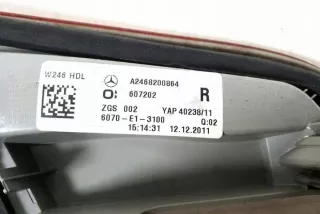 W246 HDL
A2468200864
607202
R
ZGS 002 YAP 40238/11
6070-E1-3100 Q:02
15:14:31 12.12.2011